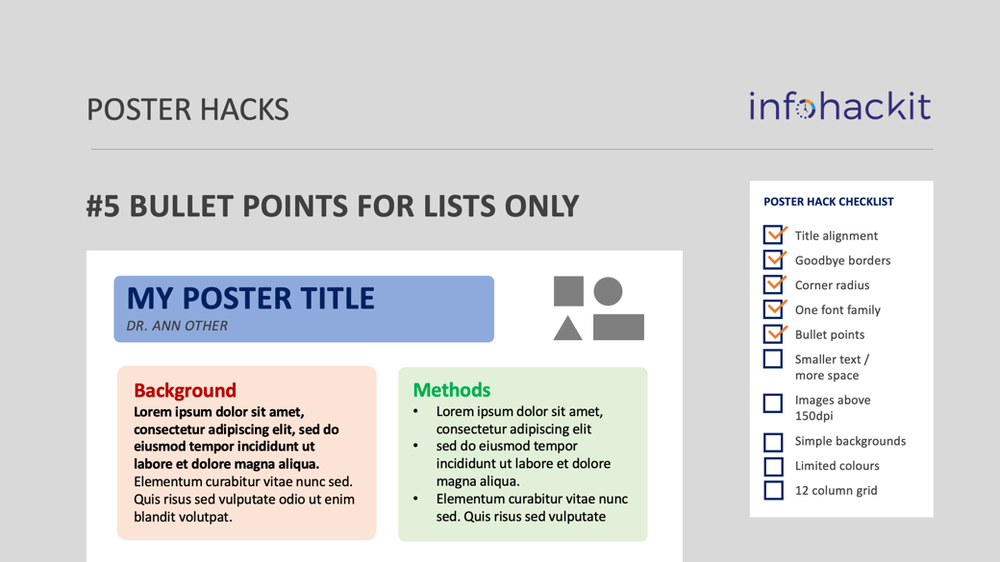 POSTER HACKS
infohackit
#5 BULLET POINTS FOR LISTS ONLY
MY POSTER TITLE
DR. ANN OTHER
Background
Lorem ipsum dolor sit amet,
consectetur adipiscing elit, sed do
eiusmod tempor incididunt ut
labore et dolore magna aliqua.
Elementum curabitur vitae nunc sed.
Quis risus sed vulputate odio ut enim
blandit volutpat.
Methods
• Lorem ipsum dolor sit amet,
consectetur adipiscing elit
• sed do eiusmod tempor
incididunt ut labore et dolore
magna aliqua.
• Elementum curabitur vitae nunc
sed. Quis risus sed vulputate
POSTER HACK CHECKLIST
Title alignment
Goodbye borders
Corner radius
One font family
Bullet points
Smaller text /
more space
Images above
150dpi
Simple backgrounds
Limited colours
12 column grid